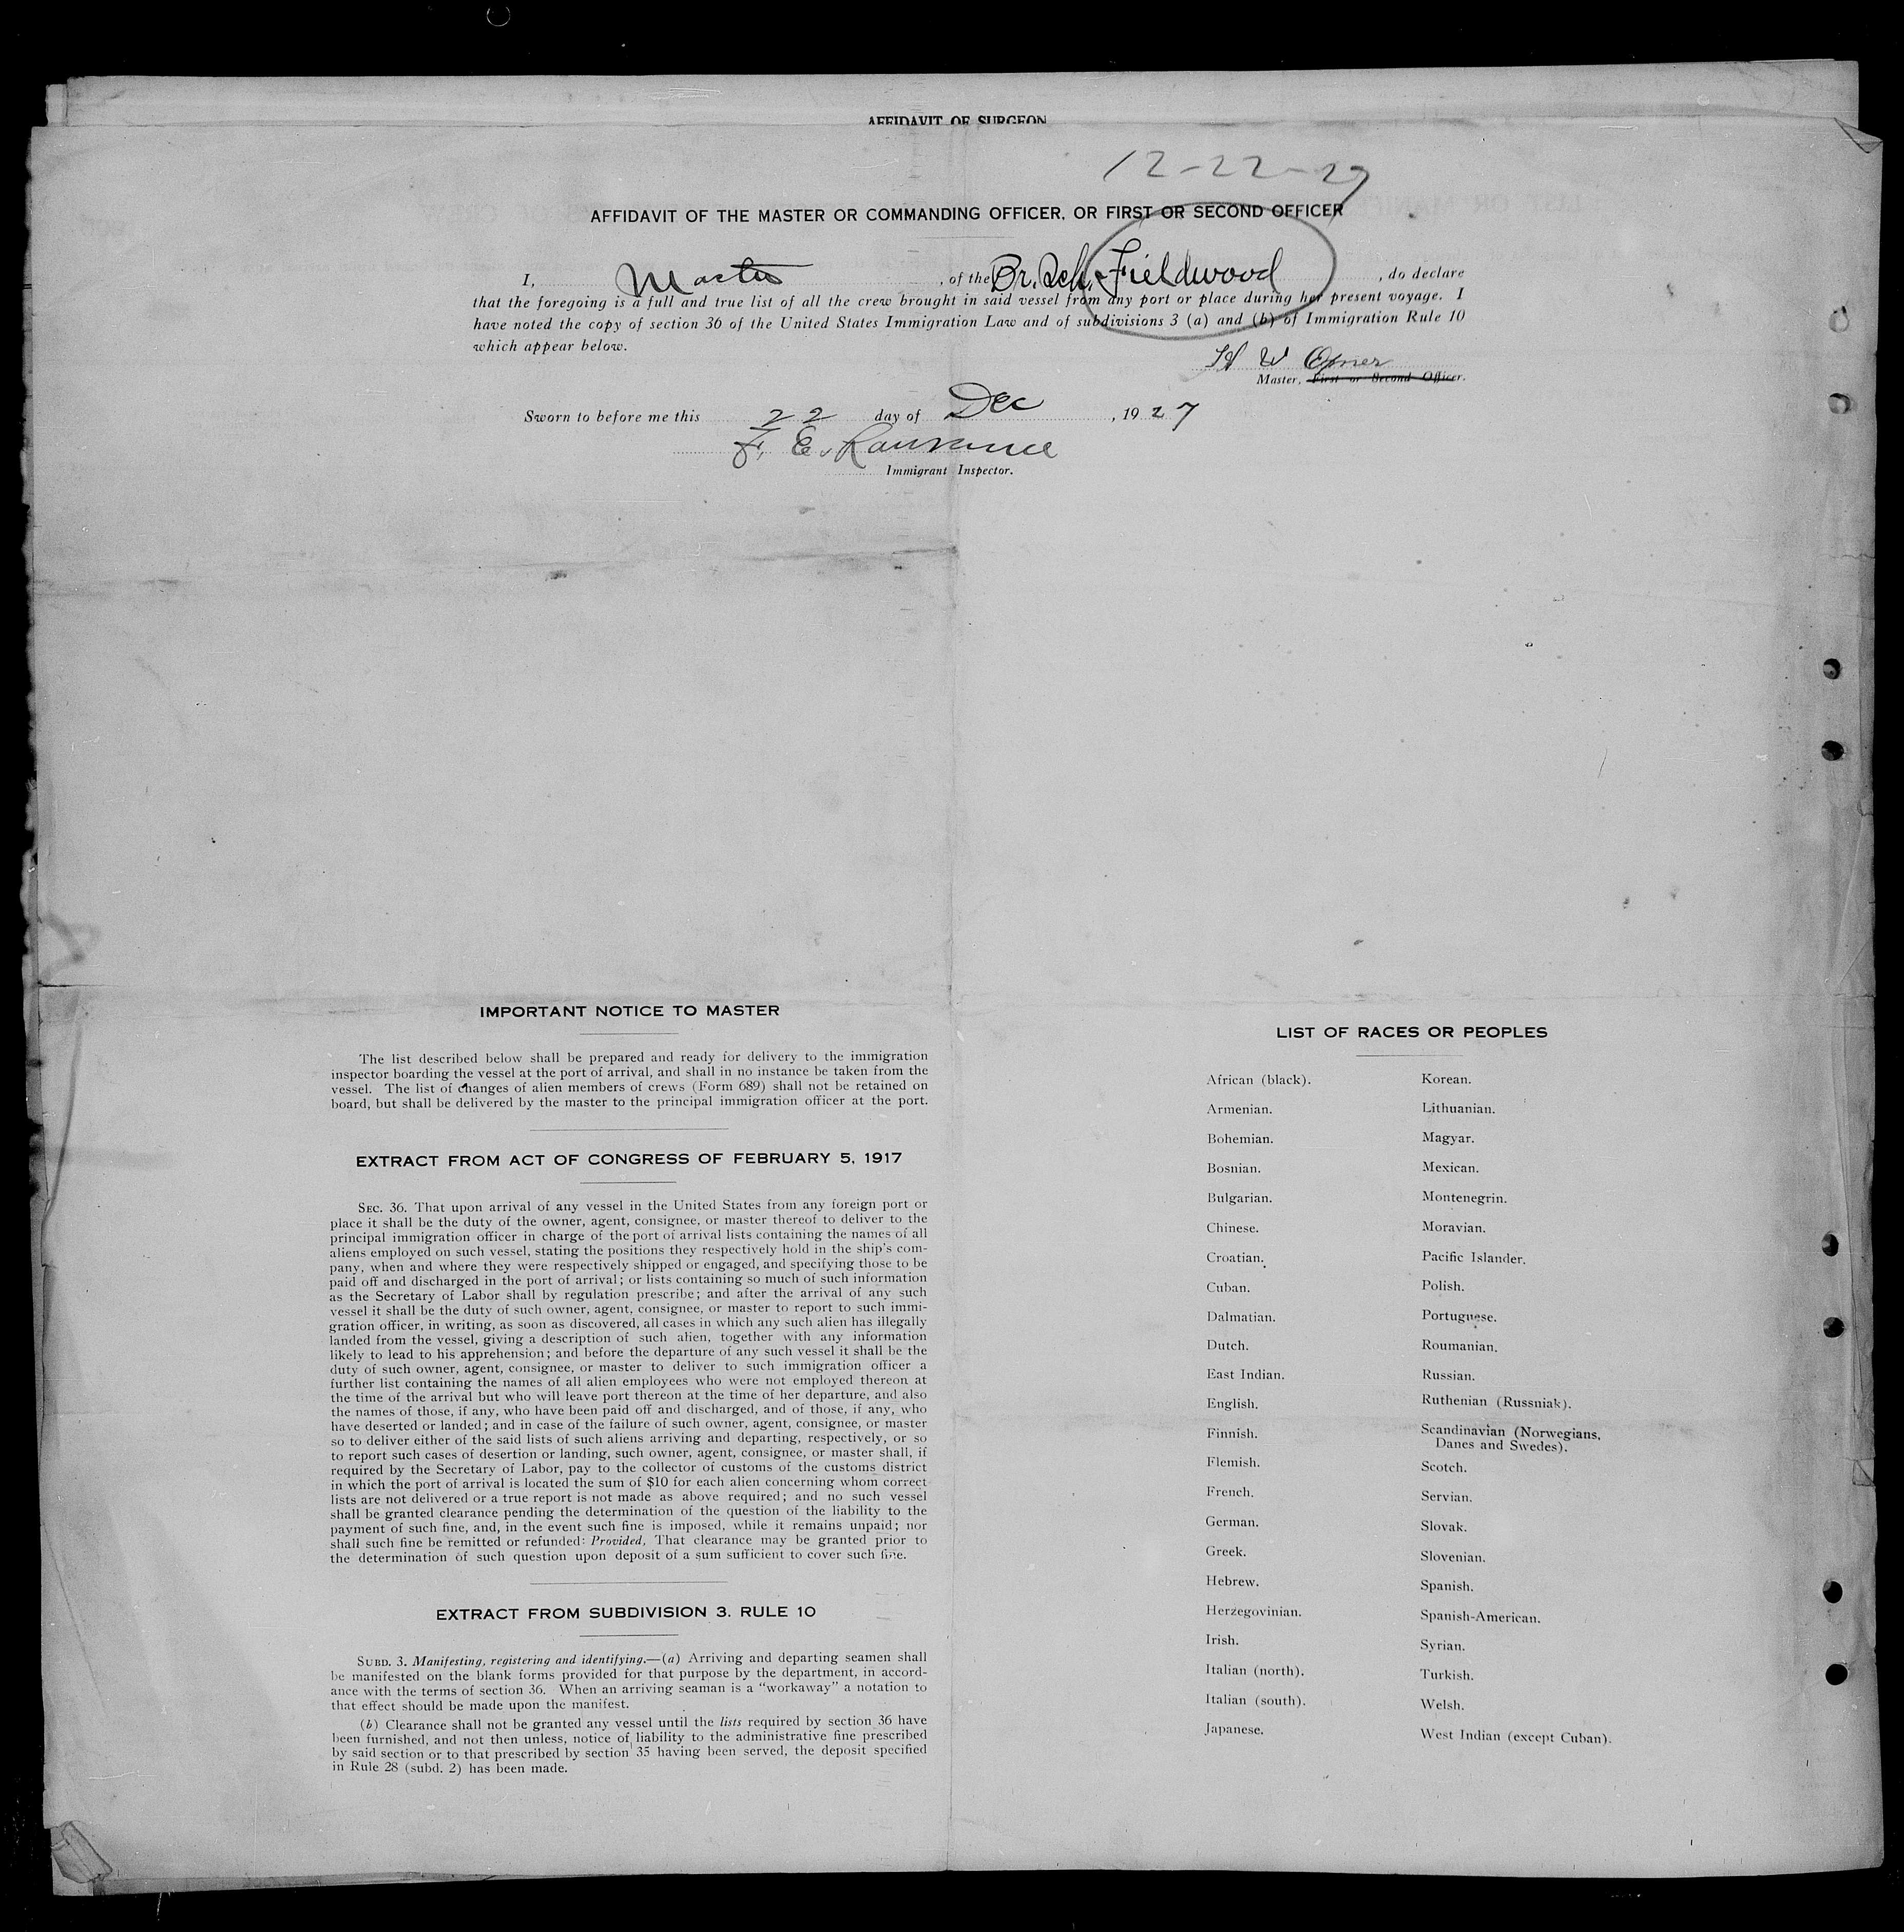 AFFIDAVIT OF SURGEON
12-22-27
AFFIDAVIT OF THE MASTER OR COMMANDING OFFICER, OR FIRST OR SECOND OFFICER
I, Master, of the Br. Sch. Fieldwood, do declare
that the foregoing is a full and true list of all the crew brought in said vessel from any port or place during her present voyage. I
have noted the copy of section 36 of the United States Immigration Law and of subdivisions 3 (a) and (b) of Immigration Rule 10
which appear below.
W
Master, First or Second Officer.
Sworn to before me this 22 day of Dec, 1927
F. E.
Immigrant Inspector.
IMPORTANT NOTICE TO MASTER
The list described below shall be prepared and ready for delivery to the immigration
inspector boarding the vessel at the port of arrival, and shall in no instance be taken from the
vessel. The list of changes of alien members of crews (Form 689) shall not be retained on
board, but shall be delivered by the master to the principal immigration officer at the port.
EXTRACT FROM ACT OF CONGRESS OF FEBRUARY 5, 1917
SEC. 36. That upon arrival of any vessel in the United States from any foreign port or
place it shall be the duty of the owner, agent, consignee, or master thereof to deliver to the
principal immigration officer in charge of the port of arrival lists containing the names of all
aliens employed on such vessel, stating the positions they respectively hold in the ship's com-
pany, when and where they were respectively shipped or engaged, and specifying those to be
paid off and discharged in the port of arrival; or lists containing so much of such information
as the Secretary of Labor shall by regulation prescribe; and after the arrival of any such
vessel it shall be the duty of such owner, agent, consignee, or master to report to such immi-
gration officer, in writing, as soon as discovered, all cases in which any such alien has illegally
landed from the vessel, giving a description of such alien, together with any information
likely to lead to his apprehension; and before the departure of any such vessel it shall be the
duty of such owner, agent, consignee, or master to deliver to such immigration officer a
further list containing the names of all alien employees who were not employed thereon at
the time of the arrival but who will leave port thereon at the time of her departure, and also
the names of those, if any, who have been paid off and discharged, and of those, if any, who
have deserted or landed; and in case of the failure of such owner, agent, consignee, or master
so to deliver either of the said lists of such aliens arriving and departing, respectively, or so
to report such cases of desertion or landing, such owner, agent, consignee, or master shall, if
required by the Secretary of Labor, pay to the collector of customs of the customs district
in which the port of arrival is located the sum of $10 for each alien concerning whom correct
lists are not delivered or a true report is not made as above required; and no such vessel
shall be granted clearance pending the determination of the question of the liability to the
payment of such fine, and, in the event such fine is imposed, while it remains unpaid; nor
shall such fine be remitted or refunded: Provided, That clearance may be granted prior to
the determination of such question upon deposit of a sum sufficient to cover such fine.
EXTRACT FROM SUBDIVISION 3, RULE 10
SUBD. 3. Manifesting, registering and identifying.—(a) Arriving and departing seamen shall
be manifested on the blank forms provided for that purpose by the department, in accord-
ance with the terms of section 36. When an arriving seaman is a "workaway" a notation to
that effect should be made upon the manifest.
(b) Clearance shall not be granted any vessel until the lists required by section 36 have
been furnished, and not then unless, notice of liability to the administrative fine prescribed
by said section or to that prescribed by section 35 having been served, the deposit specified
in Rule 28 (subd. 2) has been made.
LIST OF RACES OR PEOPLES
African (black).
Armenian.
Bohemian.
Bosnian.
Bulgarian.
Chinese.
Croatian.
Cuban.
Dalmatian.
Dutch.
East Indian.
English.
Finnish.
Flemish.
French.
German.
Greek.
Hebrew.
Herzegovinian.
Irish.
Italian (north).
Italian (south).
Japanese.
Korean.
Lithuanian.
Magyar.
Mexican.
Montenegrin.
Moravian.
Pacific Islander.
Polish.
Portuguese.
Roumanian.
Russian.
Ruthenian (Russniak).
Scandinavian (Norwegians,
Danes and Swedes).
Scotch.
Servian.
Slovak.
Slovenian.
Spanish.
Spanish-American.
Syrian.
Turkish.
Welsh.
West Indian (except Cuban).